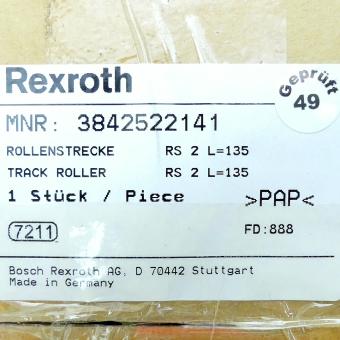 Rexroth
Geprüft
49
MNR: 3842522141
ROLLENSTRECKE RS 2 L=135
TRACK ROLLER RS 2 L=135
1 Stück / Piece >PAP<
7211 FD:888
Bosch Rexroth AG, D 70442 Stuttgart
Made in Germany